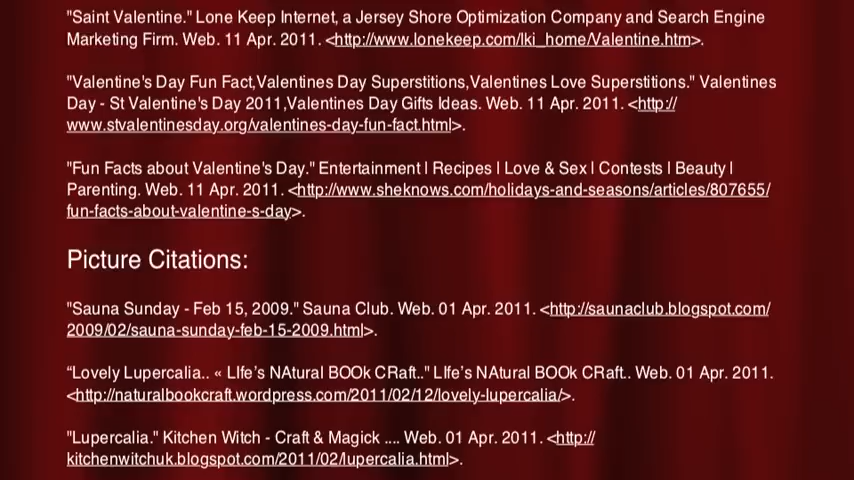 "Saint Valentine." Lone Keep Internet, a Jersey Shore Optimization Company and Search Engine
Marketing Firm. Web. 11 Apr. 2011. <http://www.lonekeep.com/lki_home/Valentine.htm>.
"Valentine's Day Fun Fact,Valentines Day Superstitions,Valentines Love Superstitions." Valentines
Day - St Valentine's Day 2011,Valentines Day Gifts Ideas. Web. 11 Apr. 2011. <http://
www.stvalentinesday.org/valentines-day-fun-fact.html>.
"Fun Facts about Valentine's Day." Entertainment | Recipes | Love & Sex | Contests | Beauty |
Parenting. Web. 11 Apr. 2011. <http://www.sheknows.com/holidays-and-seasons/articles/807655/
fun-facts-about-valentine-s-day>.
Picture Citations:
"Sauna Sunday - Feb 15, 2009." Sauna Club. Web. 01 Apr. 2011. <http://saunaclub.blogspot.com/
2009/02/sauna-sunday-feb-15-2009.html>.
“Lovely Lupercalia.. « LIfe’s NAtural BOOk CRaft.." LIfe’s NAtural BOOk CRaft.. Web. 01 Apr. 2011.
<http://naturalbookcraft.wordpress.com/2011/02/12/lovely-lupercalia/>.
"Lupercalia." Kitchen Witch - Craft & Magick .... Web. 01 Apr. 2011. <http://
kitchenwitchuk.blogspot.com/2011/02/lupercalia.html>.